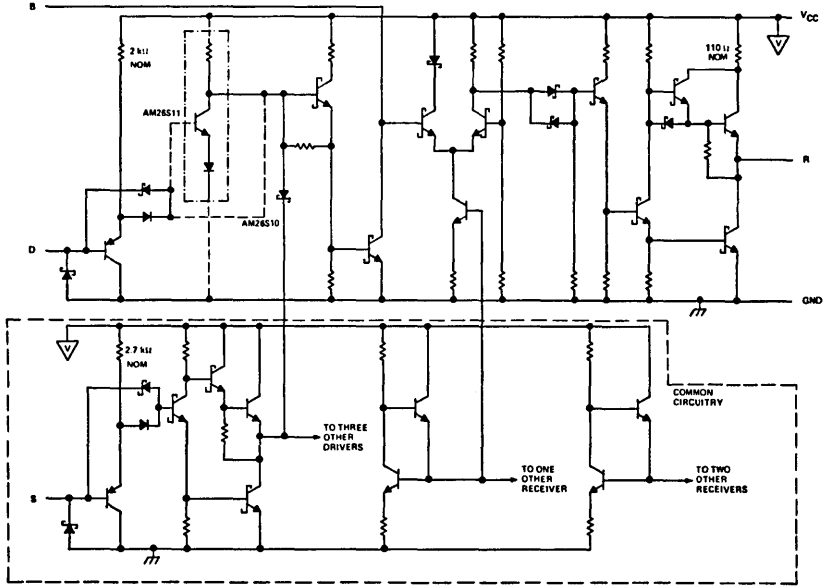 B
VCC
V
2 kΩ
NOM
110 Ω
NOM
AM26S11
R
AM26S10
D
GND
V
2.7 kΩ
NOM
COMMON
CIRCUITRY
TO THREE
OTHER
DRIVERS
TO ONE
OTHER
RECEIVER
TO TWO
OTHER
RECEIVERS
S